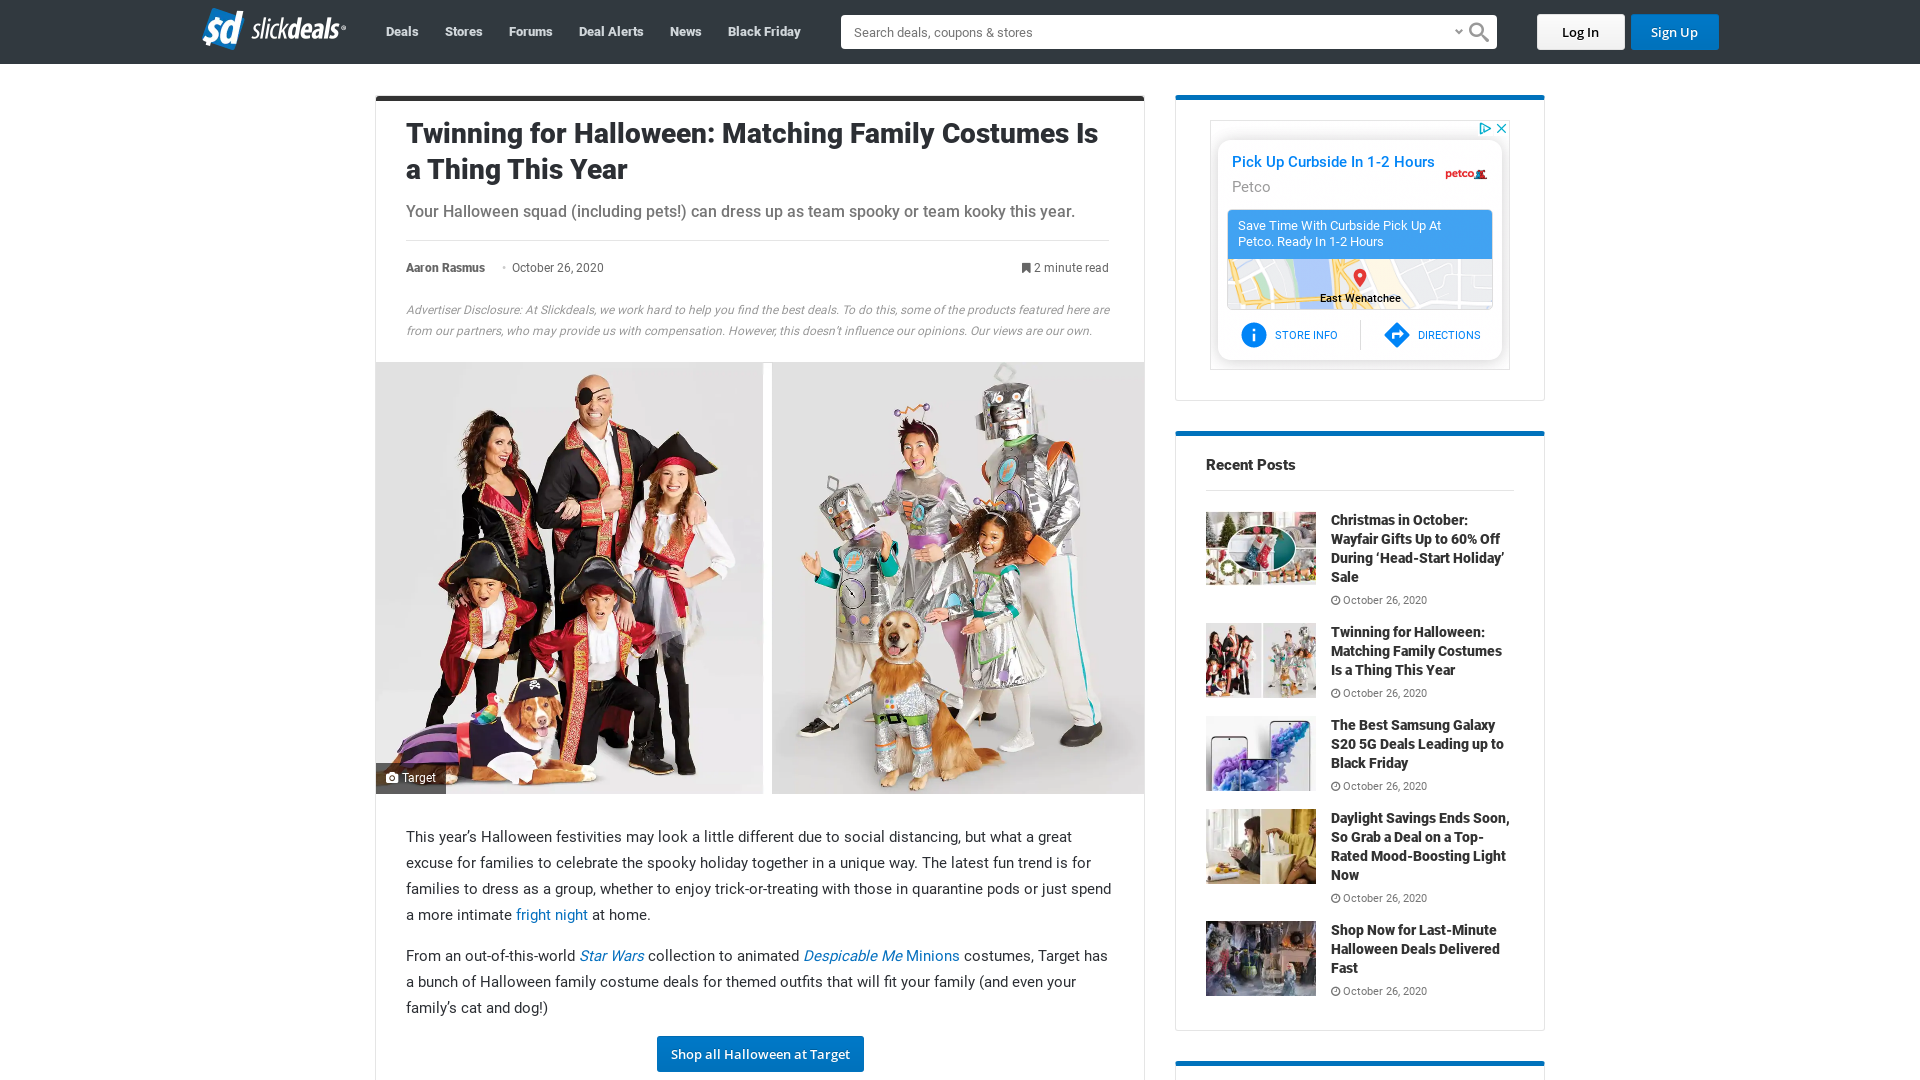 sd slickdeals
Deals
Stores
Forums
Deal Alerts
News
Black Friday
Search deals, coupons & stores
Log In
Sign Up
Twinning for Halloween: Matching Family Costumes Is
a Thing This Year
Your Halloween squad (including pets!) can dress up as team spooky or team kooky this year.
Aaron Rasmus • October 26, 2020
2 minute read
Advertiser Disclosure: At Slickdeals, we work hard to help you find the best deals. To do this, some of the products featured here are
from our partners, who may provide us with compensation. However, this doesn't influence our opinions. Our views are our own.
Target
This year’s Halloween festivities may look a little different due to social distancing, but what a great
excuse for families to celebrate the spooky holiday together in a unique way. The latest fun trend is for
families to dress as a group, whether to enjoy trick-or-treating with those in quarantine pods or just spend
a more intimate fright night at home.
From an out-of-this-world Star Wars collection to animated Despicable Me Minions costumes, Target has
a bunch of Halloween family costume deals for themed outfits that will fit your family (and even your
family’s cat and dog!)
Shop all Halloween at Target
Pick Up Curbside In 1-2 Hours
Petco
petco
Save Time With Curbside Pick Up At
Petco. Ready In 1-2 Hours
East Wenatchee
STORE INFO
DIRECTIONS
Recent Posts
Christmas in October:
Wayfair Gifts Up to 60% Off
During ‘Head-Start Holiday’
Sale
October 26, 2020
Twinning for Halloween:
Matching Family Costumes
Is a Thing This Year
October 26, 2020
The Best Samsung Galaxy
S20 5G Deals Leading up to
Black Friday
October 26, 2020
Daylight Savings Ends Soon,
So Grab a Deal on a Top-
Rated Mood-Boosting Light
Now
October 26, 2020
Shop Now for Last-Minute
Halloween Deals Delivered
Fast
October 26, 2020